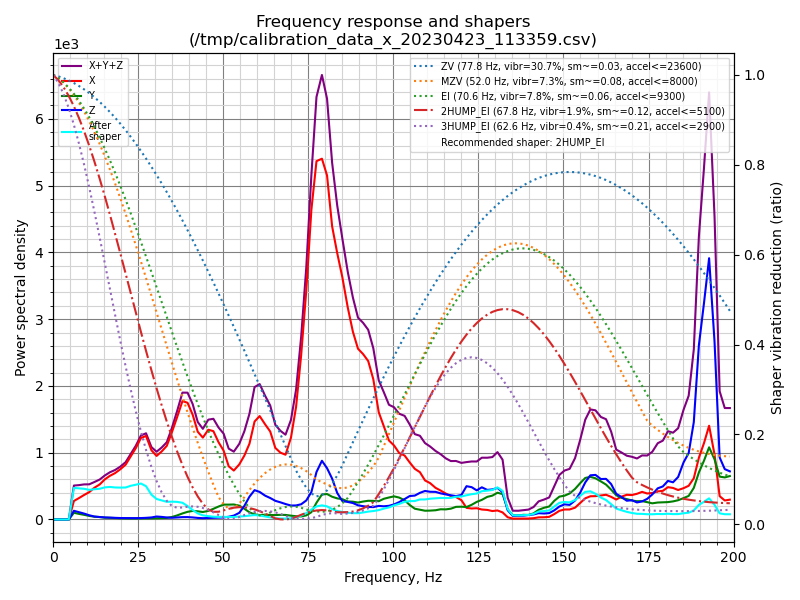 Frequency response and shapers
(/tmp/calibration_data_x_20230423_113359.csv)
1e3
X+Y+Z
X
Y
Z
After
shaper
ZV (77.8 Hz, vibr=30.7%, sm~=0.03, accel<=23600)
MZV (52.0 Hz, vibr=7.3%, sm~=0.08, accel<=8000)
EI (70.6 Hz, vibr=7.8%, sm~=0.06, accel<=9300)
2HUMP_EI (67.8 Hz, vibr=1.9%, sm~=0.12, accel<=5100)
3HUMP_EI (62.6 Hz, vibr=0.4%, sm~=0.21, accel<=2900)
Recommended shaper: 2HUMP_EI
Power spectral density
6
5
4
3
2
1
0
1.0
0.8
0.6
0.4
0.2
0.0
Shaper vibration reduction (ratio)
0 25 50 75 100 125 150 175 200
Frequency, Hz